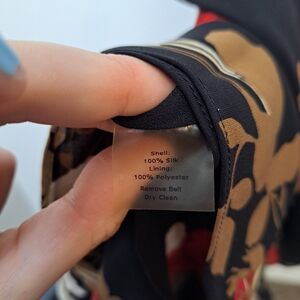 Shell:
100% Silk
Lining:
100% Polyester
Remove Belt
Dry Clean